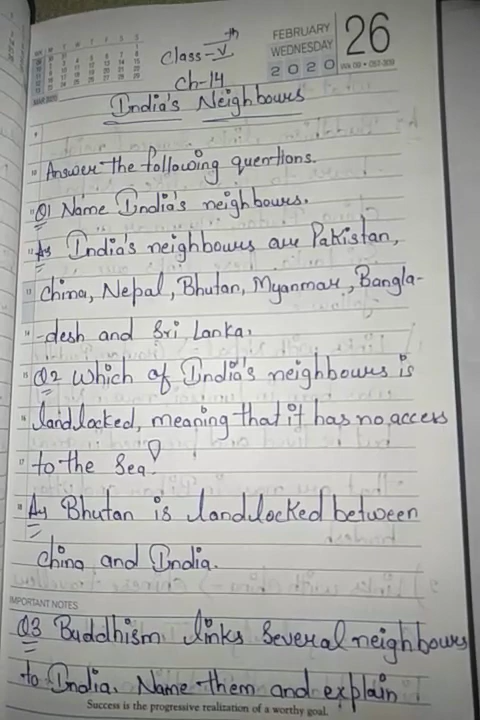 Class - Vth
FEBRUARY
WEDNESDAY
2020
26
Ch-14
India's Neighbours
Answer the following questions.
Q1 Name India's neighbours.
As India's neighbours are Pakistan,
China, Nepal, Bhutan, Myanmar, Bangla-
-desh and Sri Lanka.
Q2 Which of India's neighbours is
landlocked, meaning that it has no access
to the Sea?
As Bhutan is landlocked between
China and India.
IMPORTANT NOTES
Q3 Buddhism links Several neighbours
to India. Name them and explain
Success is the progressive realization of a worthy goal.